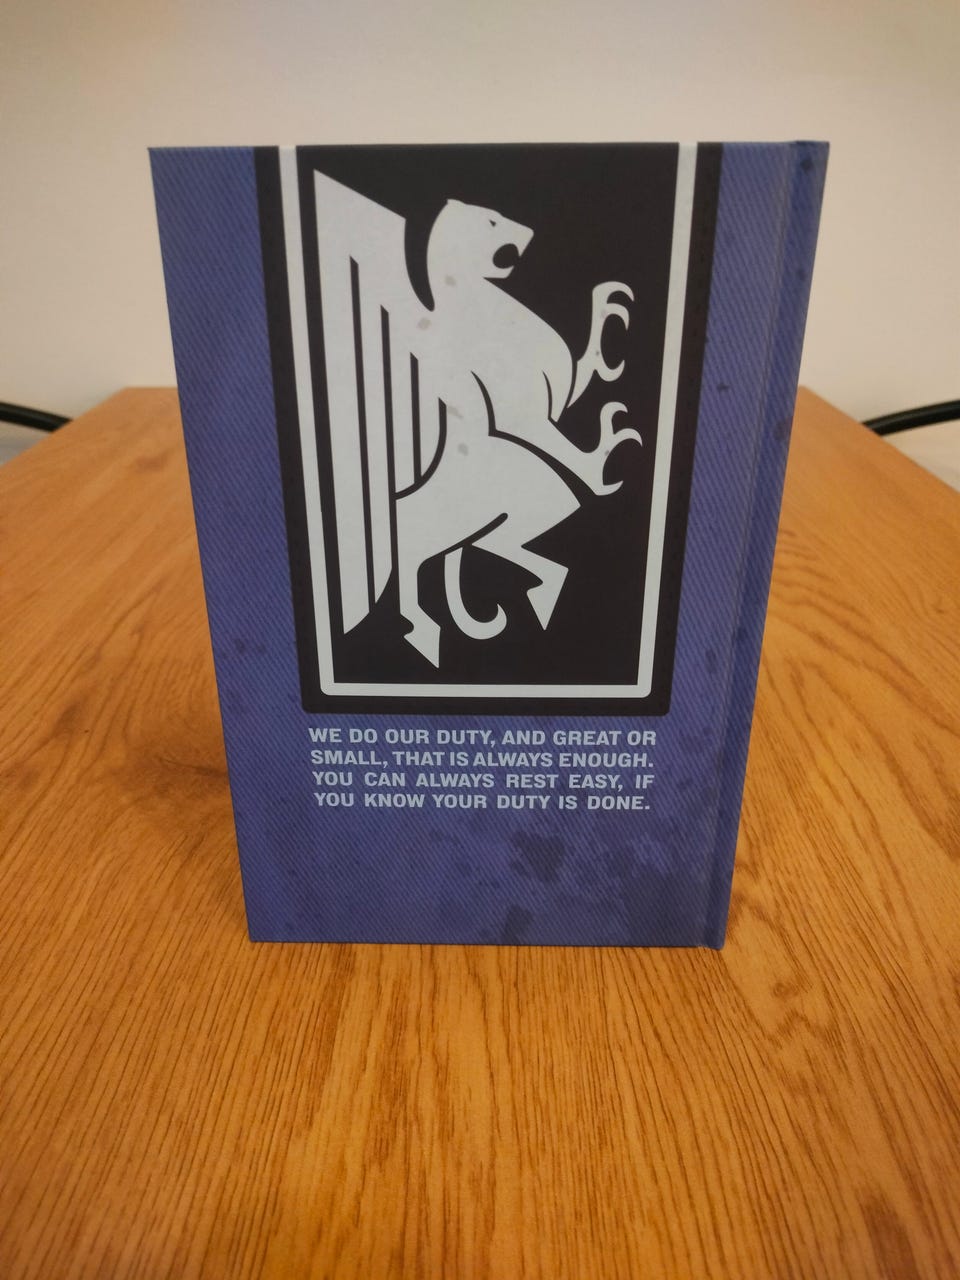 WE DO OUR DUTY, AND GREAT OR
SMALL, THAT IS ALWAYS ENOUGH.
YOU CAN ALWAYS REST EASY, IF
YOU KNOW YOUR DUTY IS DONE.